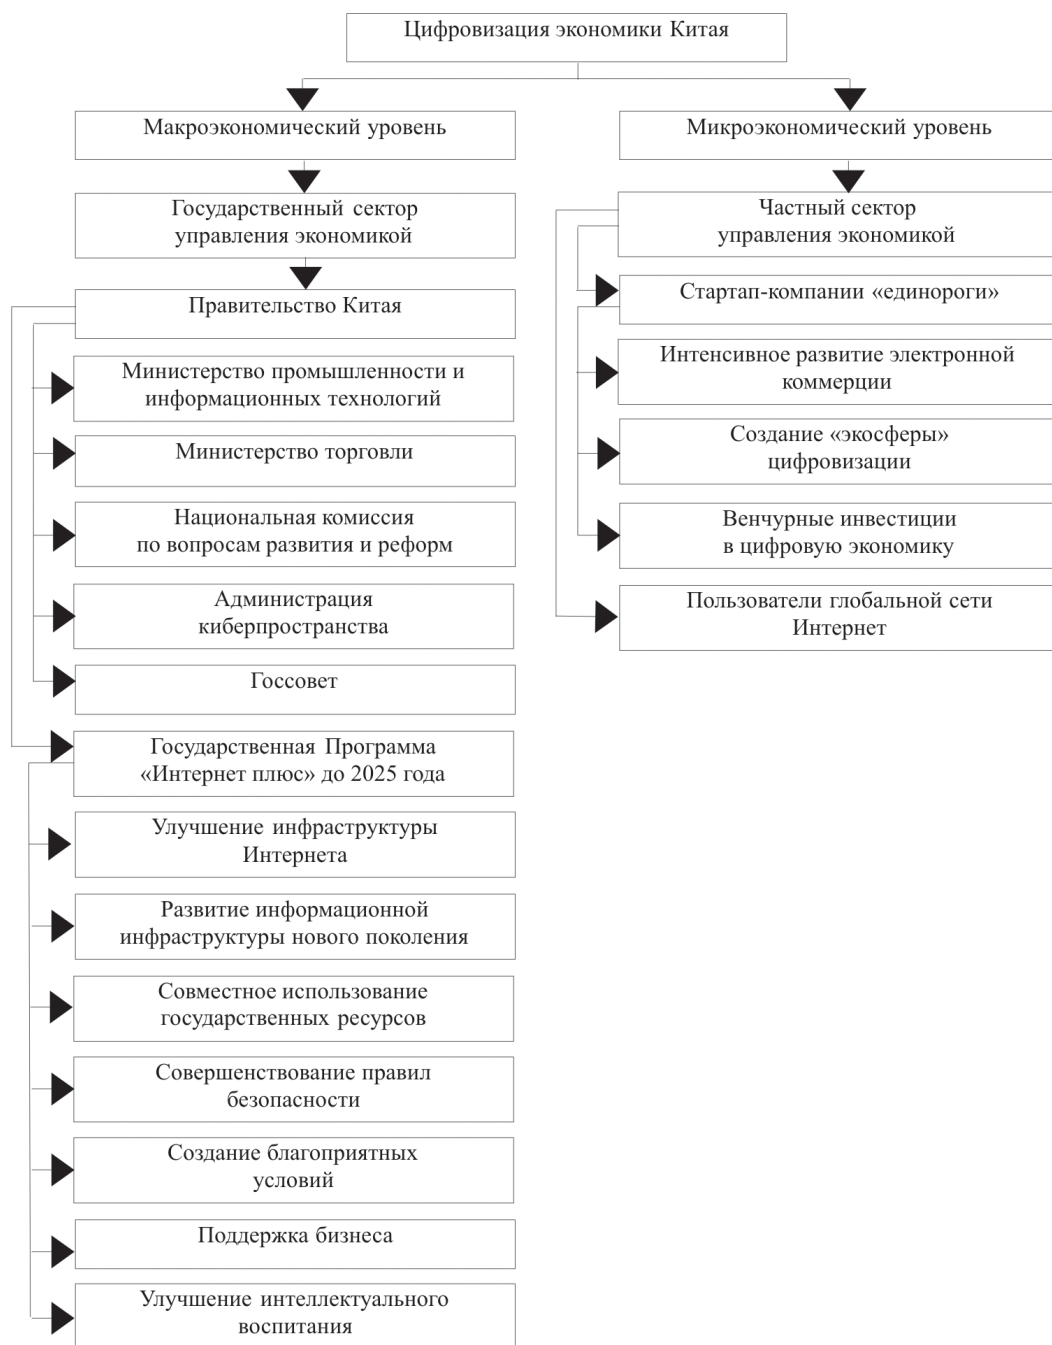 Цифровизация экономики Китая
Макроэкономический уровень
Государственный сектор
управления экономикой
Правительство Китая
Министерство промышленности и
информационных технологий
Министерство торговли
Национальная комиссия
по вопросам развития и реформ
Администрация
киберпространства
Госсовет
Государственная Программа
«Интернет плюс» до 2025 года
Улучшение инфраструктуры
Интернета
Развитие информационной
инфраструктуры нового поколения
Совместное использование
государственных ресурсов
Совершенствование правил
безопасности
Создание благоприятных
условий
Поддержка бизнеса
Улучшение интеллектуального
воспитания
Микроэкономический уровень
Частный сектор
управления экономикой
Стартап-компании «единороги»
Интенсивное развитие электронной
коммерции
Создание «экосферы»
цифровизации
Венчурные инвестиции
в цифровую экономику
Пользователи глобальной сети
Интернет